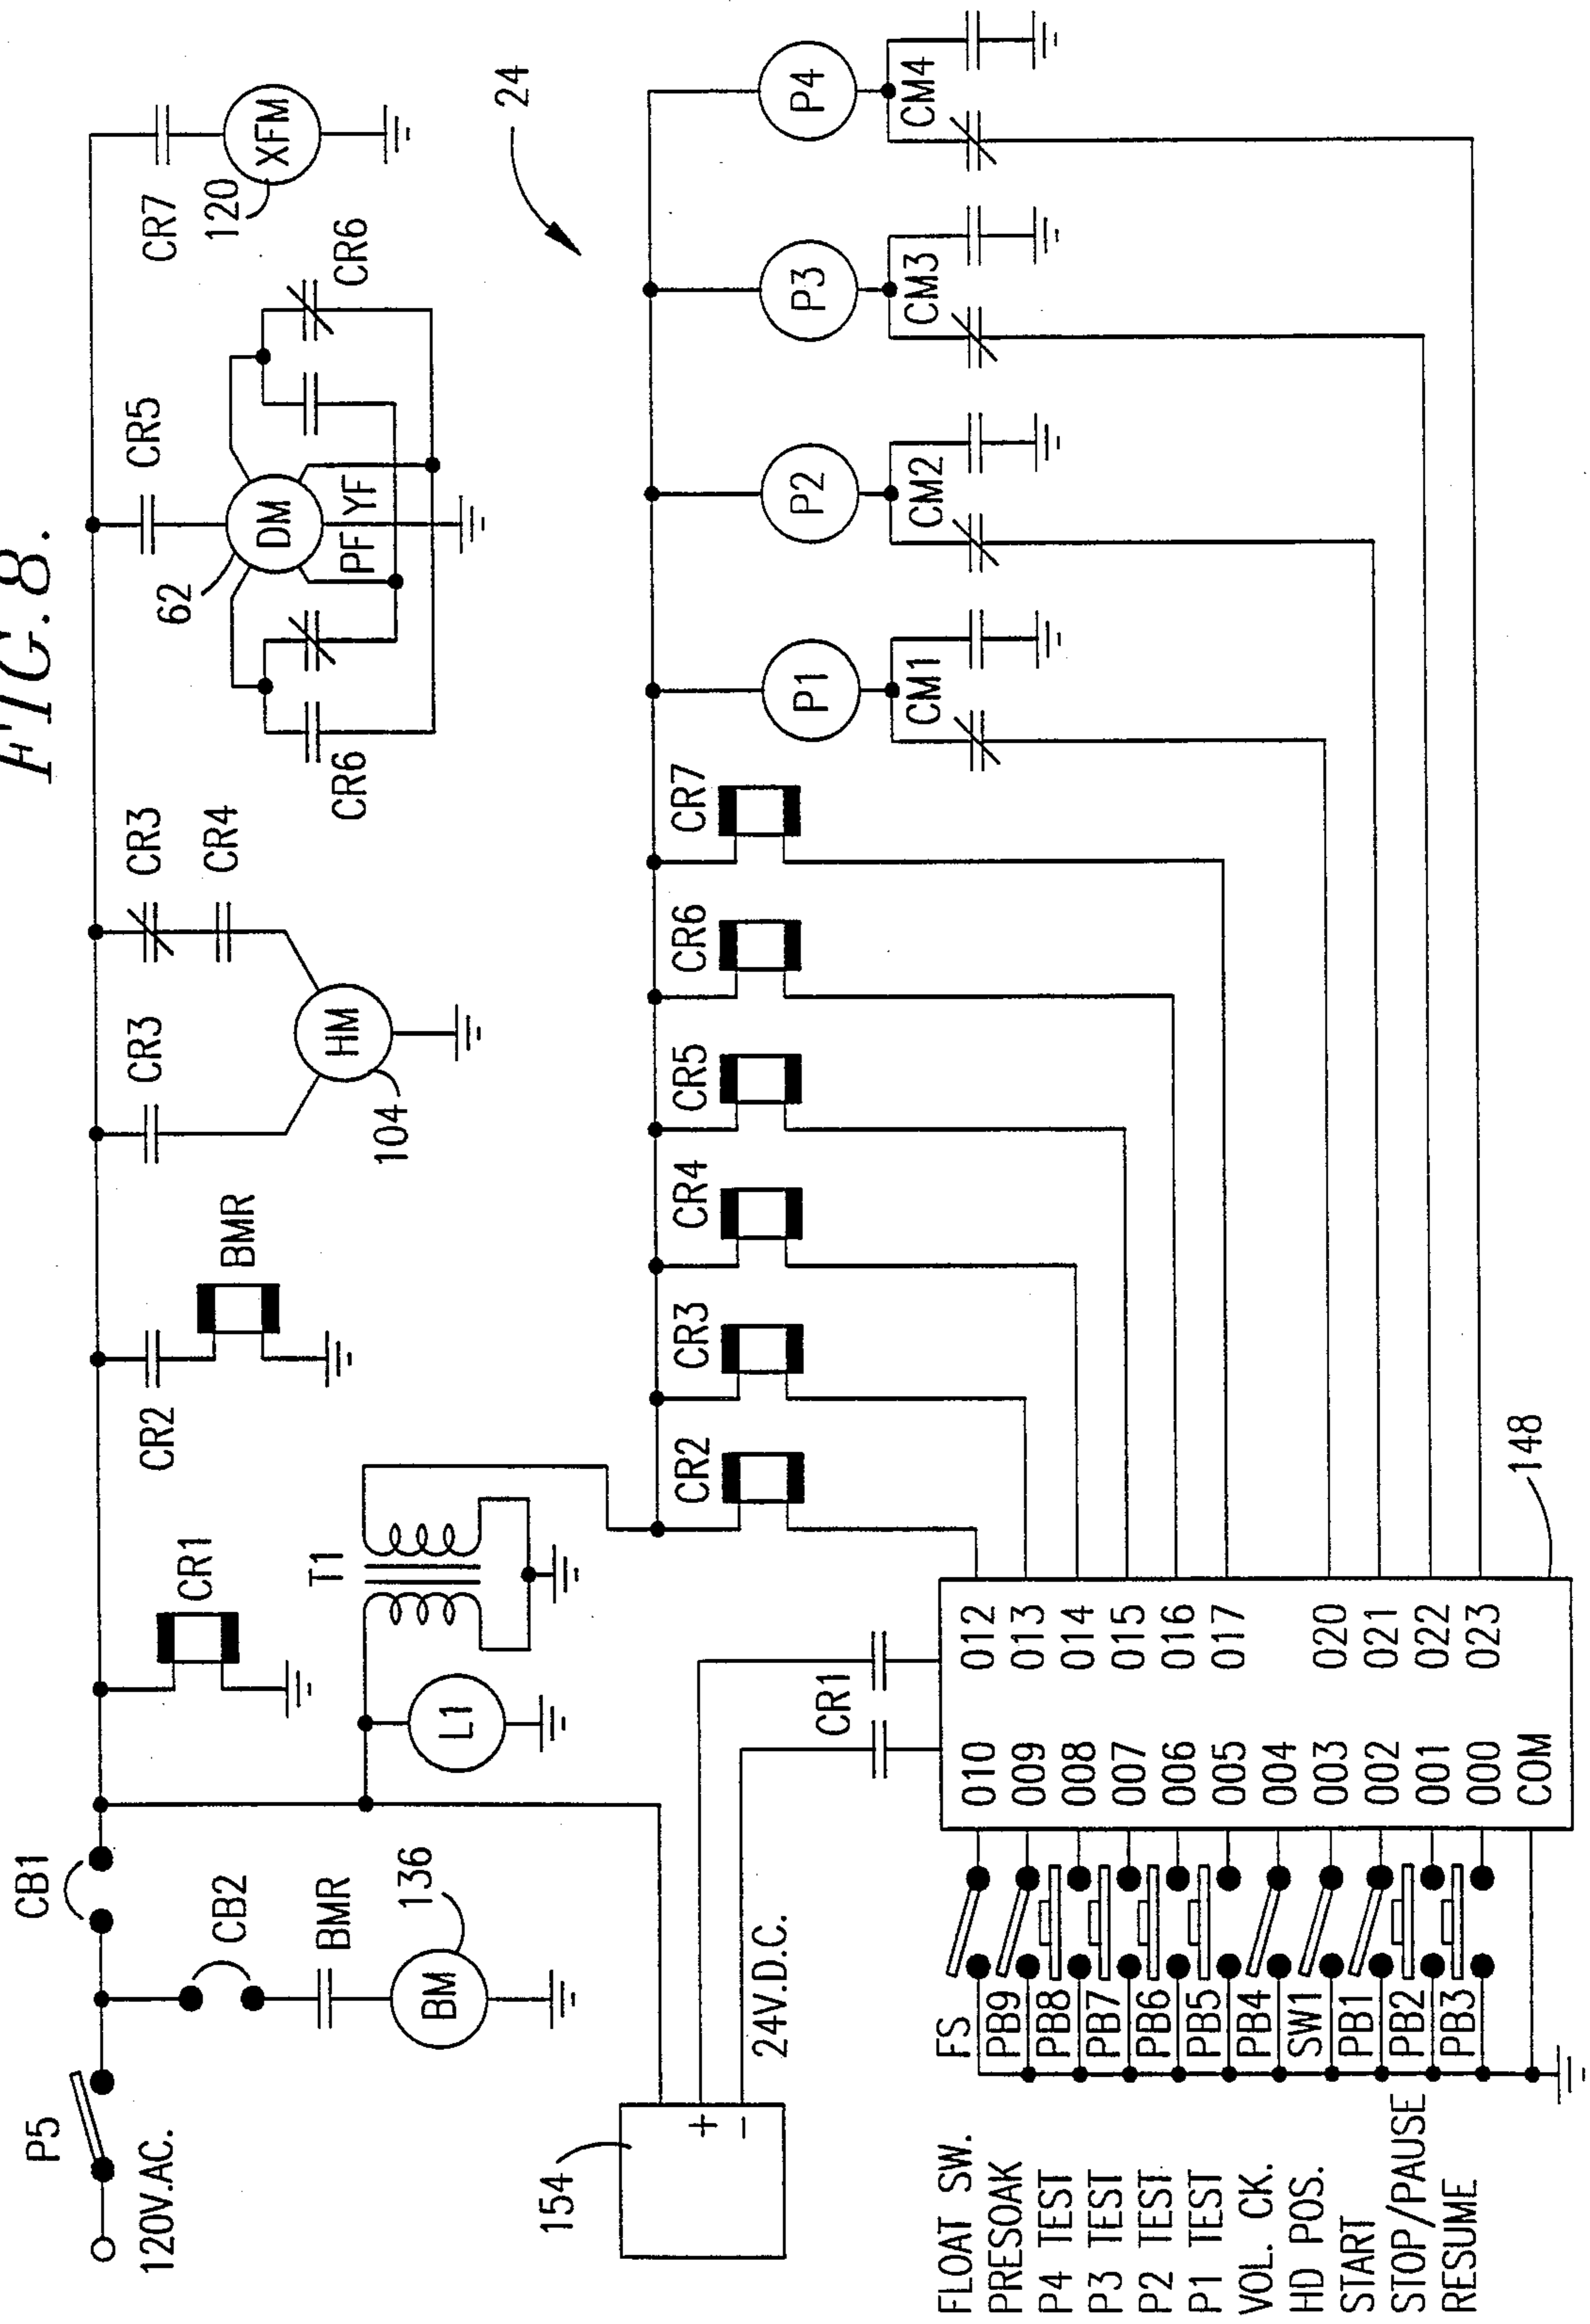 FIG. 8.
P5
120V.AC.
CB1
CB2
BMR
BM
136
CR1
L1
T1
CR2
BMR
CR3
HM
104
CR3
CR4
CR5
DM
62
PF
YF
CR6
CR6
CR7
XFM
120
24
154
+
−
24V.D.C.
CR1
CR2
CR3
CR4
CR5
CR6
CR7
P1
CM1
P2
CM2
P3
CM3
P4
CM4
FLOAT SW. FS 010 012
PRESOAK PB9 009 013
P4 TEST PB8 008 014
P3 TEST PB7 007 015
P2 TEST PB6 006 016
P1 TEST PB5 005 017
VOL. CK. PB4 004
HD POS. SW1 003 020
START PB1 002 021
STOP/PAUSE PB2 001 022
RESUME PB3 000 023
COM
148